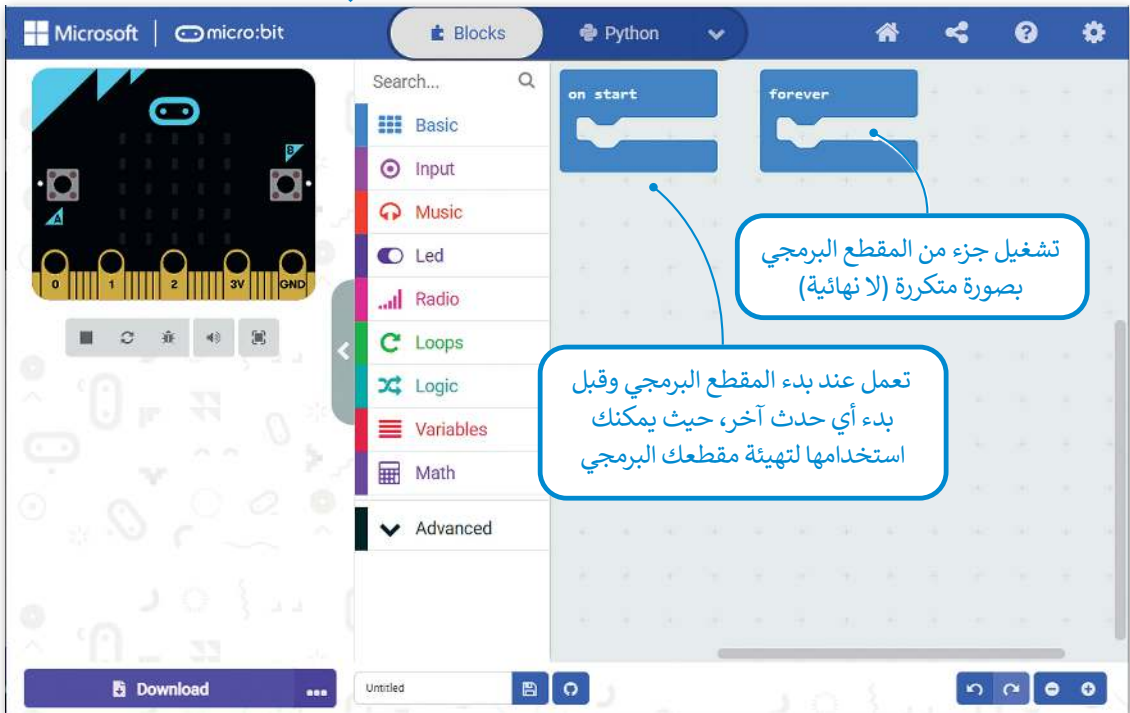 Microsoft
micro:bit
Blocks
Python
Search...
Basic
Input
Music
Led
Radio
Loops
Logic
Variables
Math
Advanced
on start
forever
تشغيل جزء من المقطع البرمجي
بصورة متكررة (لا نهائية)
تعمل عند بدء المقطع البرمجي وقبل
بدء أي حدث آخر، حيث يمكنك
استخدامها لتهيئة مقطعك البرمجي
A
B
0
1
2
3V
GND
Download
Untitled